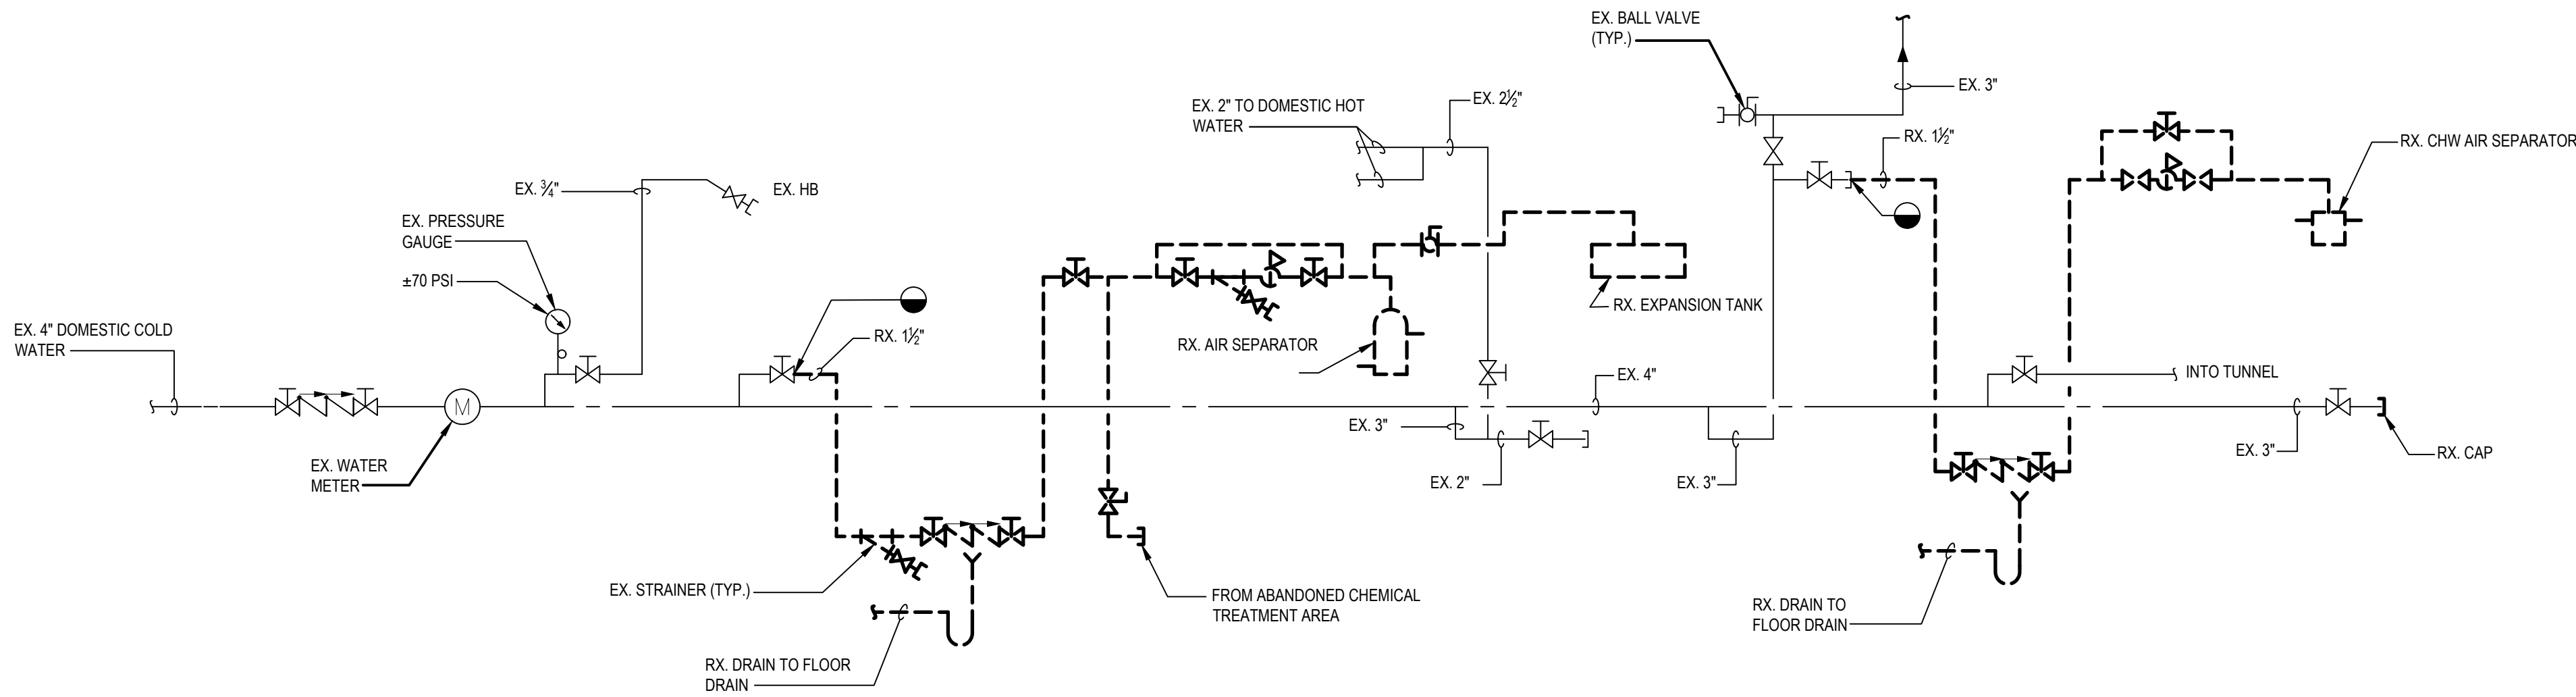 EX. BALL VALVE
(TYP.)
EX. 3"
EX. 2" TO DOMESTIC HOT
WATER
EX. 2½"
RX. 1½"
RX. CHW AIR SEPARATOR
EX. ¾"
EX. HB
EX. PRESSURE
GAUGE
±70 PSI
RX. EXPANSION TANK
EX. 4" DOMESTIC COLD
WATER
RX. 1½"
RX. AIR SEPARATOR
EX. 4"
INTO TUNNEL
M
EX. 3"
EX. WATER
METER
EX. 2"
EX. 3"
EX. 3"
RX. CAP
EX. STRAINER (TYP.)
FROM ABANDONED CHEMICAL
TREATMENT AREA
RX. DRAIN TO
FLOOR DRAIN
RX. DRAIN TO FLOOR
DRAIN